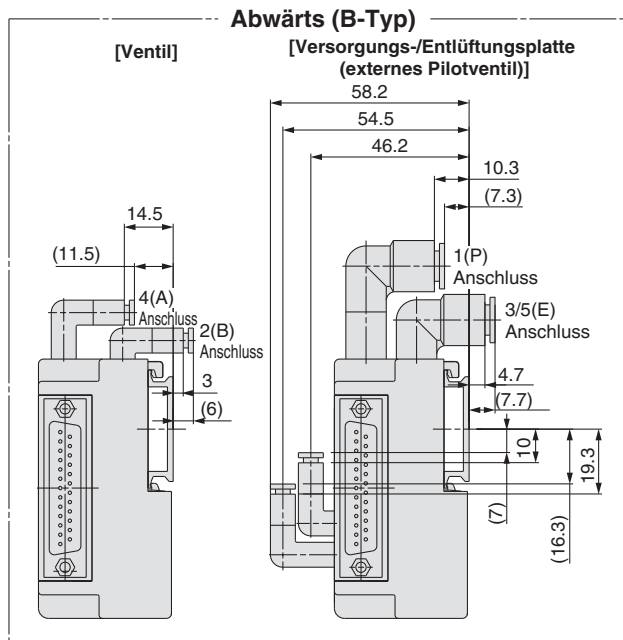 Abwärts (B-Typ)
[Ventil]
[Versorgungs-/Entlüftungsplatte
(externes Pilotventil)]
58.2
54.5
46.2
10.3
(7.3)
14.5
(11.5)
1(P)
Anschluss
4(A)
Anschluss
3/5(E)
Anschluss
2(B)
Anschluss
3
(6)
4.7
(7.7)
10
19.3
(7)
(16.3)